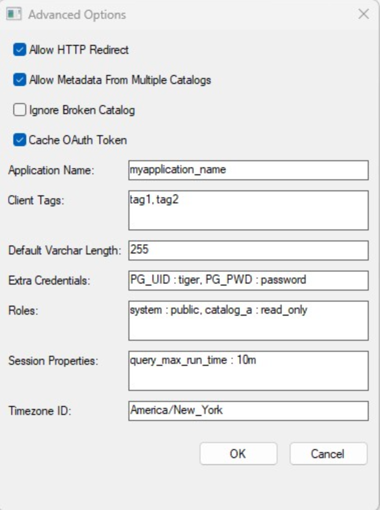 Advanced Options
Allow HTTP Redirect
Allow Metadata From Multiple Catalogs
Ignore Broken Catalog
Cache OAuth Token
Application Name: myapplication_name
Client Tags: tag1, tag2
Default Varchar Length: 255
Extra Credentials: PG_UID : tiger, PG_PWD : password
Roles: system : public, catalog_a : read_only
Session Properties: query_max_run_time : 10m
Timezone ID: America/New_York
OK Cancel